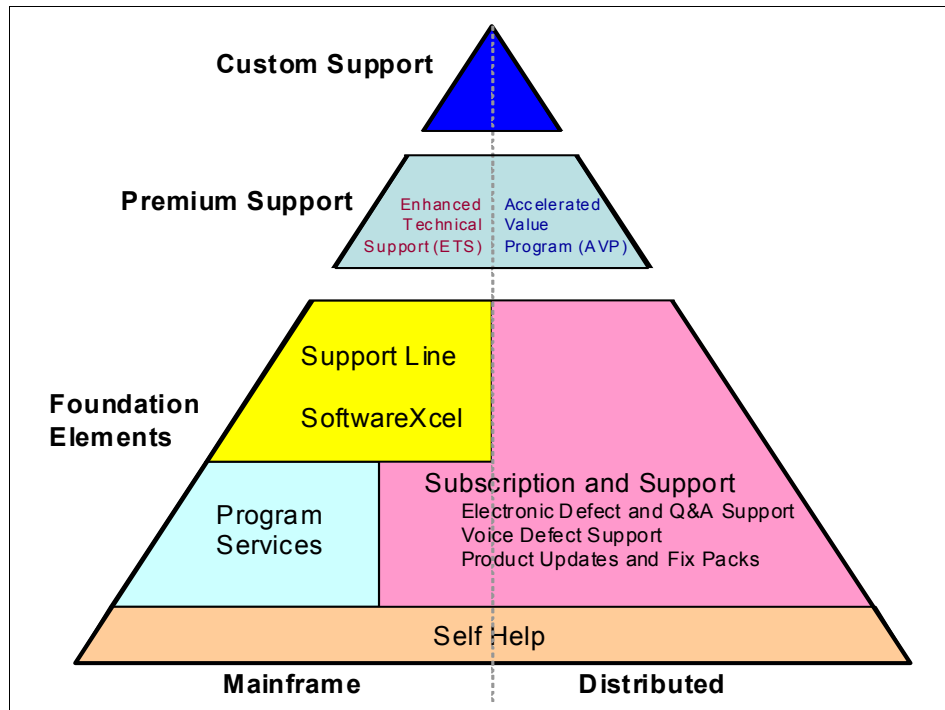 Custom Support
Premium Support
Enhanced
Technical
Support (ETS)
Accelerated
Value
Program (AVP)
Foundation
Elements
Support Line
SoftwareXcel
Program
Services
Subscription and Support
Electronic Defect and Q&A Support
Voice Defect Support
Product Updates and Fix Packs
Self Help
Mainframe
Distributed